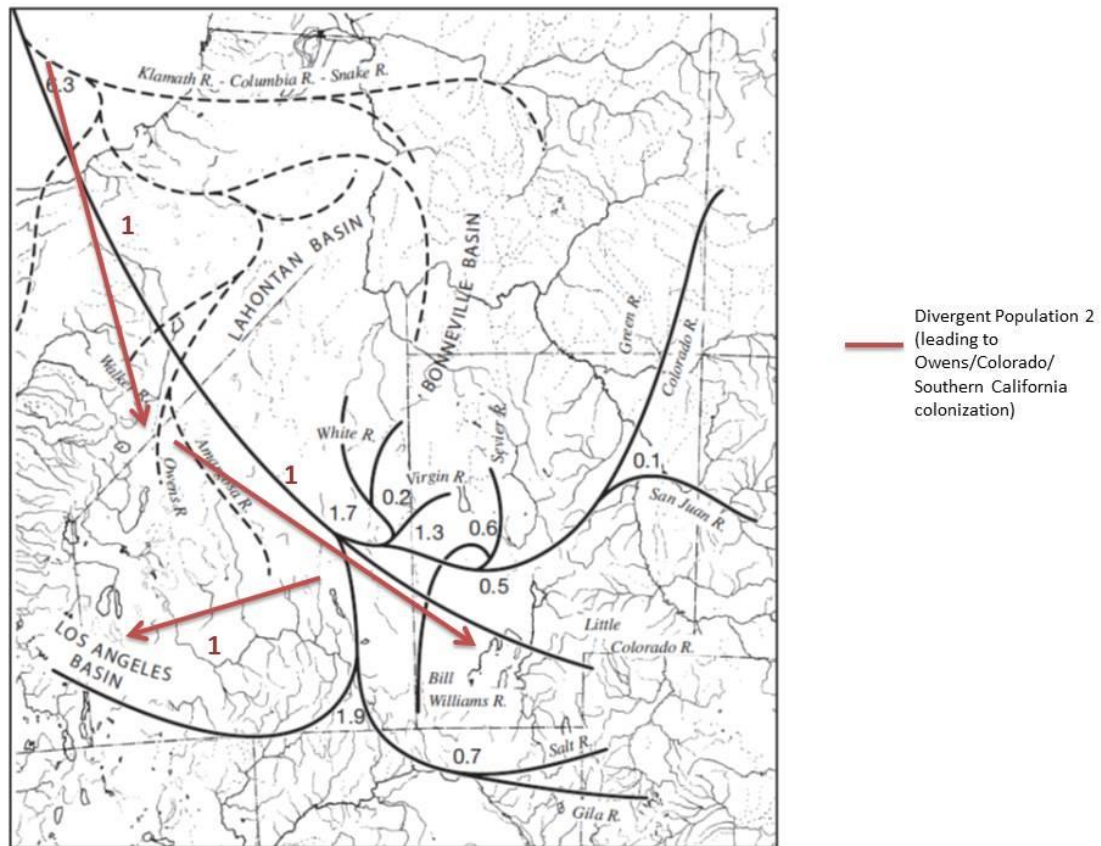 Klamath R. - Columbia R. - Snake R.
6.3
1
LAHONTAN BASIN
BONNEVILLE BASIN
Green R.
Colorado R.
Divergent Population 2
(leading to
Owens/Colorado/
Southern California
colonization)
Walker Rv.
White R.
Sevier R.
Amargosa R.
Owens R
1
Virgin R.
0.1
San Juan R.
0.2
1.7
1.3
0.6
0.5
LOS ANGELES
BASIN
1
Little
Colorado R.
Bill
Williams R.
1.9
0.7
Salt R.
Gila R.